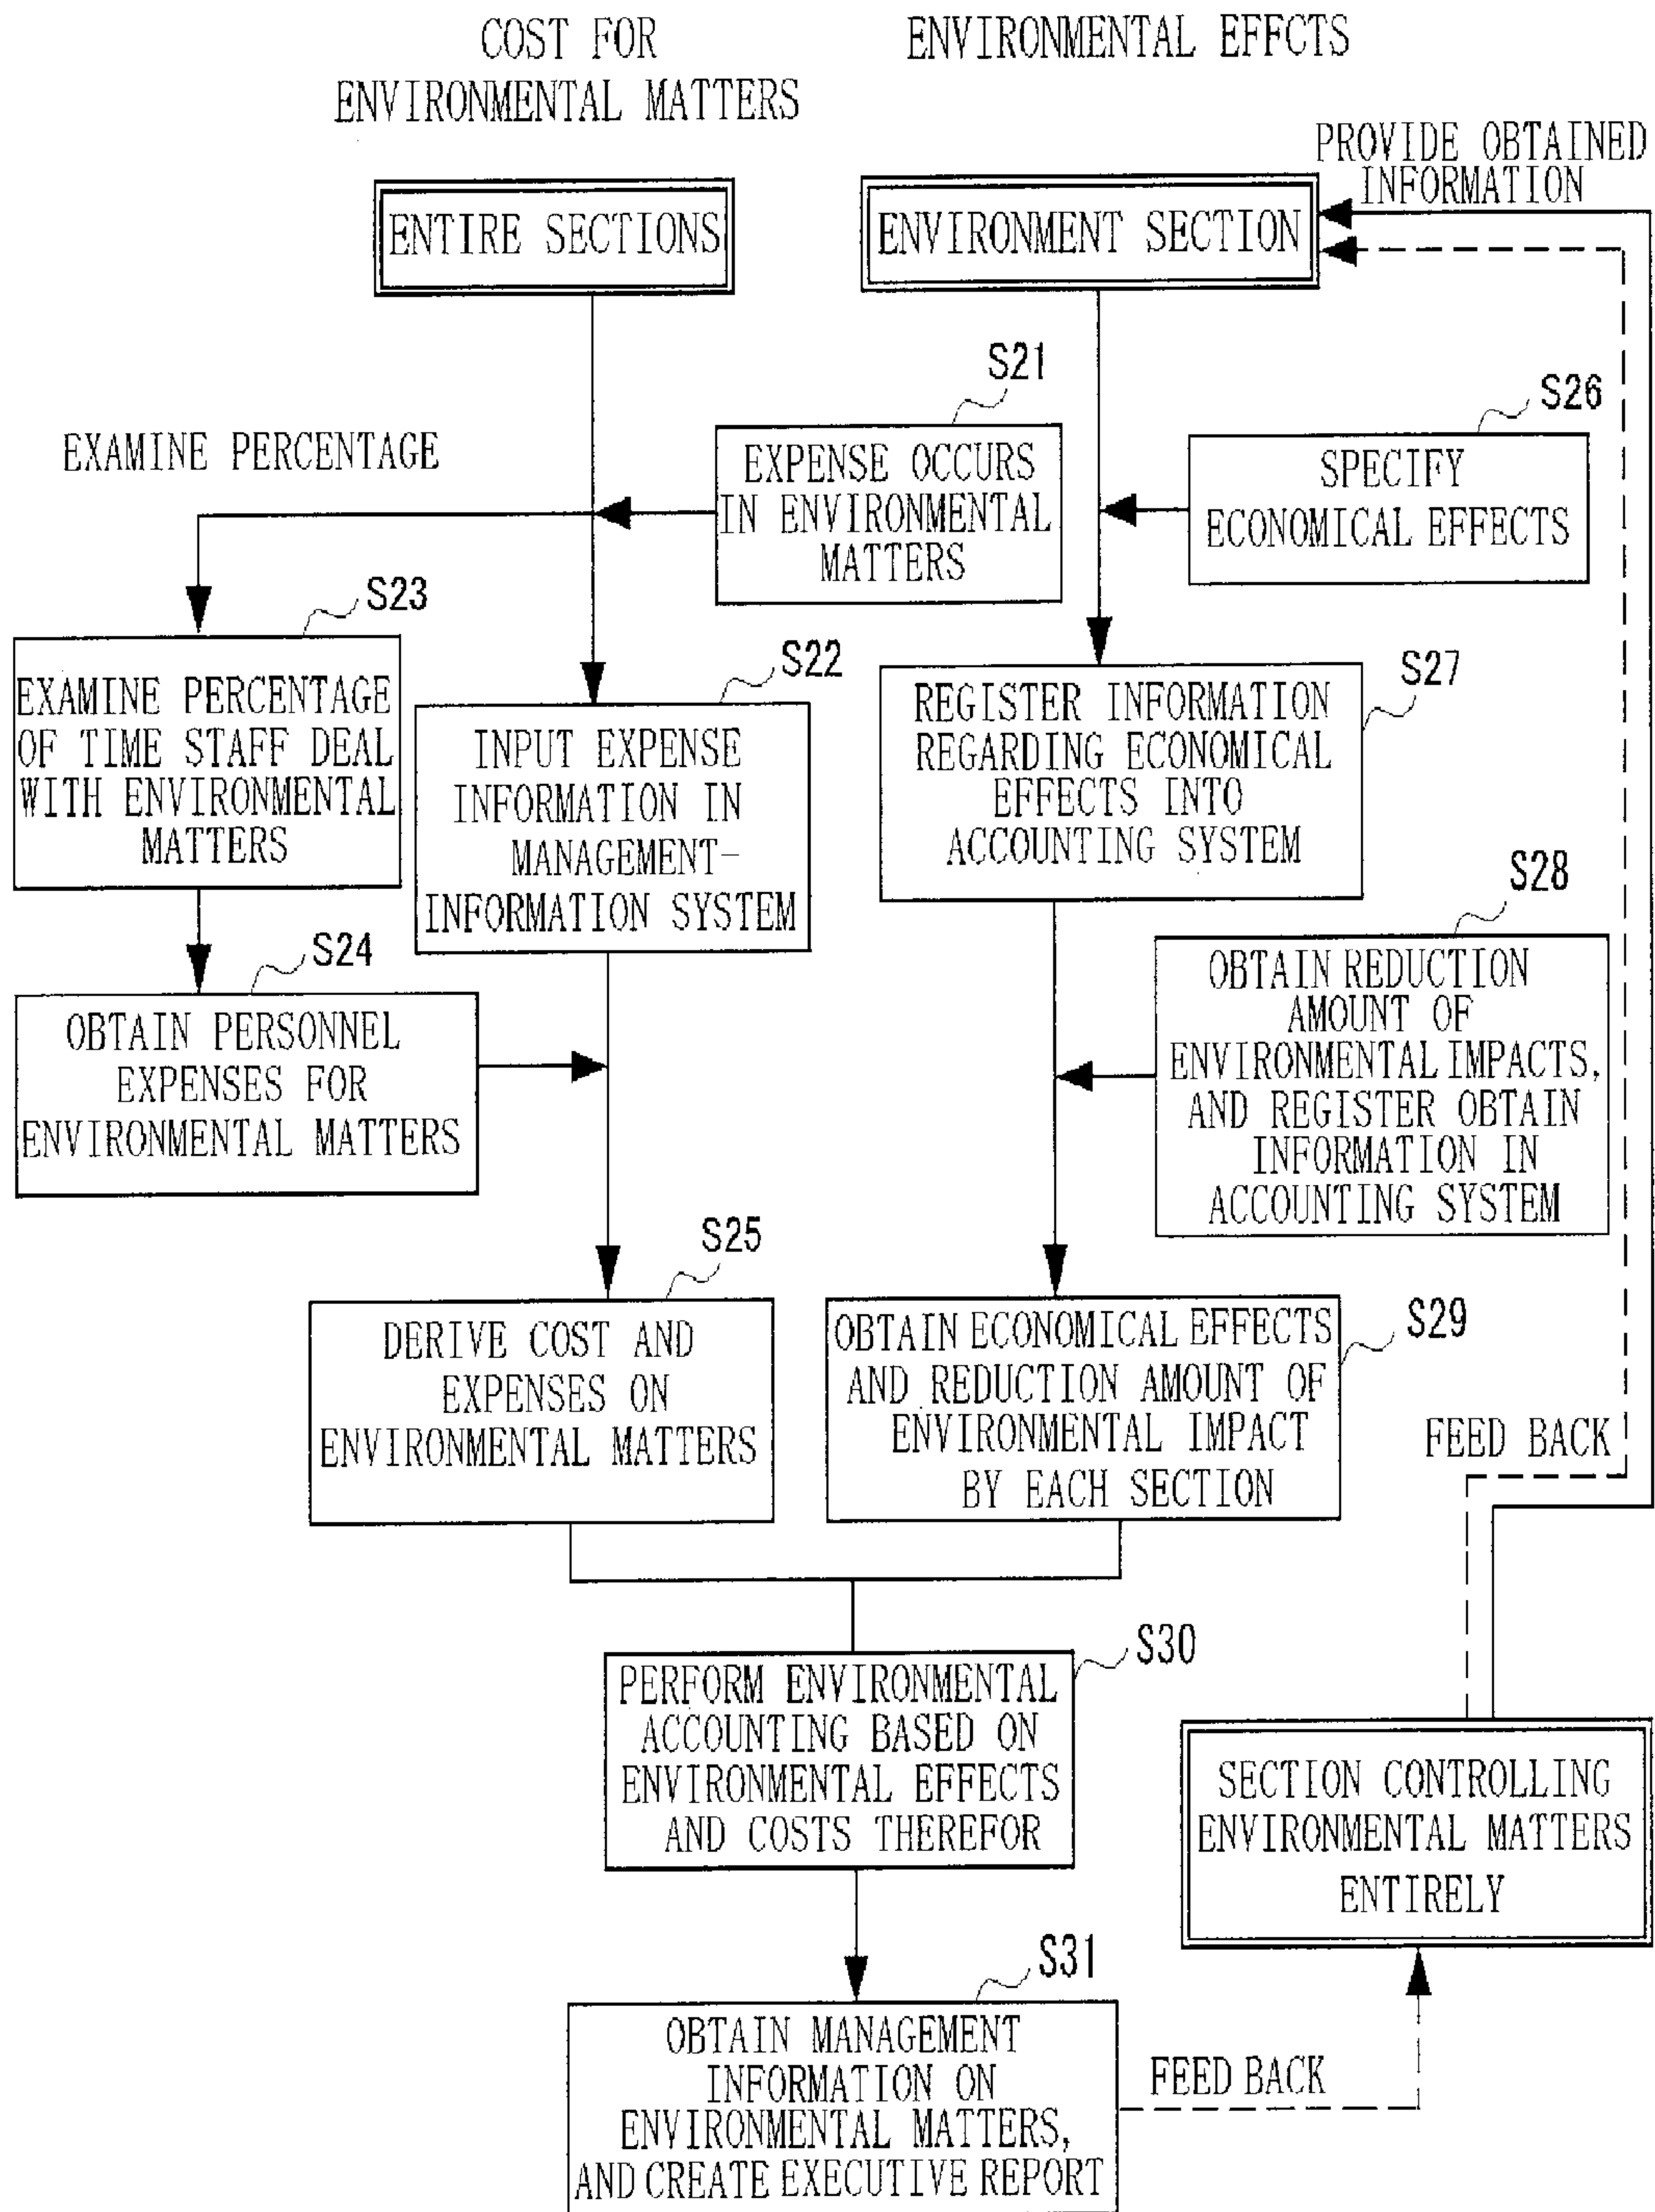 COST FOR
ENVIRONMENTAL MATTERS
ENVIRONMENTAL EFFCTS
PROVIDE OBTAINED
INFORMATION
ENTIRE SECTIONS
ENVIRONMENT SECTION
S21
S26
EXAMINE PERCENTAGE
EXPENSE OCCURS
IN ENVIRONMENTAL
MATTERS
SPECIFY
ECONOMICAL EFFECTS
S23
S22
S27
EXAMINE PERCENTAGE
OF TIME STAFF DEAL
WITH ENVIRONMENTAL
MATTERS
INPUT EXPENSE
INFORMATION IN
MANAGEMENT-
INFORMATION SYSTEM
REGISTER INFORMATION
REGARDING ECONOMICAL
EFFECTS INTO
ACCOUNTING SYSTEM
S28
S24
OBTAIN REDUCTION
AMOUNT OF
ENVIRONMENTAL IMPACTS,
AND REGISTER OBTAIN
INFORMATION IN
ACCOUNTING SYSTEM
OBTAIN PERSONNEL
EXPENSES FOR
ENVIRONMENTAL MATTERS
S25
S29
DERIVE COST AND
EXPENSES ON
ENVIRONMENTAL MATTERS
OBTAIN ECONOMICAL EFFECTS
AND REDUCTION AMOUNT OF
ENVIRONMENTAL IMPACT
BY EACH SECTION
FEED BACK
S30
PERFORM ENVIRONMENTAL
ACCOUNTING BASED ON
ENVIRONMENTAL EFFECTS
AND COSTS THEREFOR
SECTION CONTROLLING
ENVIRONMENTAL MATTERS
ENTIRELY
S31
OBTAIN MANAGEMENT
INFORMATION ON
ENVIRONMENTAL MATTERS,
AND CREATE EXECUTIVE REPORT
FEED BACK